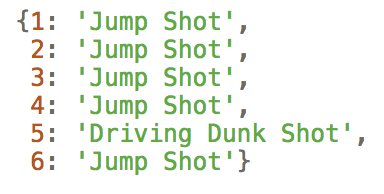 {1: 'Jump Shot',
2: 'Jump Shot',
3: 'Jump Shot',
4: 'Jump Shot',
5: 'Driving Dunk Shot',
6: 'Jump Shot'}